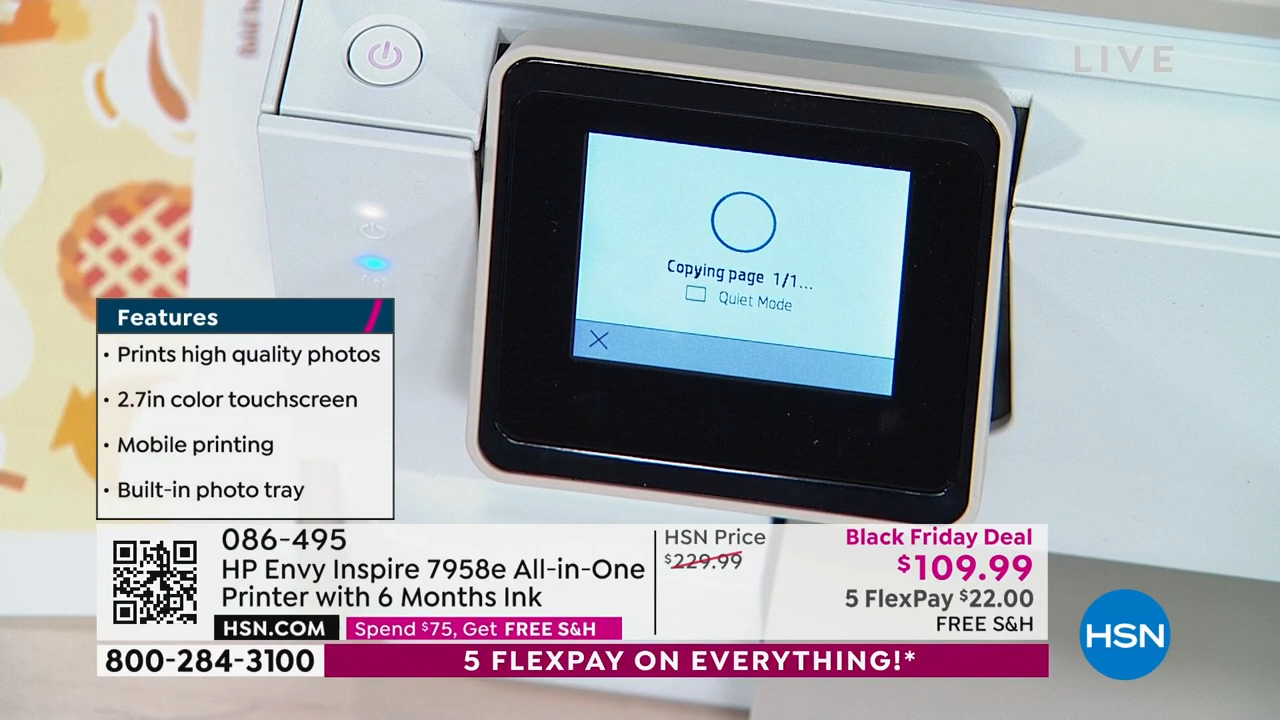 LIVE
Copying page 1/1...
Quiet Mode
Features
• Prints high quality photos
• 2.7in color touchscreen
• Mobile printing
• Built-in photo tray
086-495
HP Envy Inspire 7958e All-in-One
Printer with 6 Months Ink
HSN.COM
Spend $75, Get FREE S&H
HSN Price
$229.99
Black Friday Deal
$109.99
5 FlexPay $22.00
FREE S&H
HSN
800-284-3100
5 FLEXPAY ON EVERYTHING!*